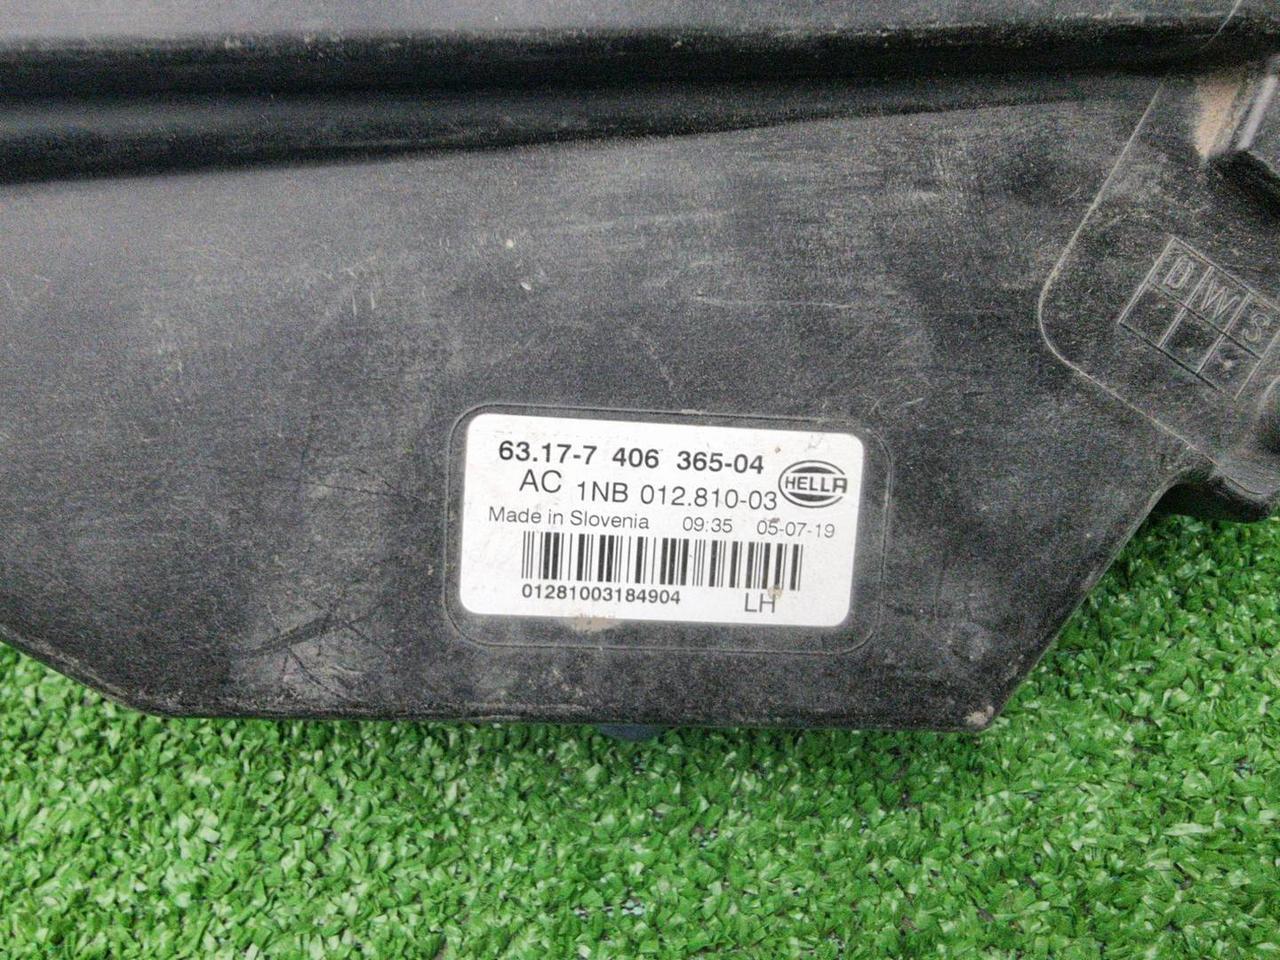 63.17-7 406 365-04
AC 1NB 012.810-03
HELLA
Made in Slovenia 09:35 05-07-19
01281003184904 LH
D W S